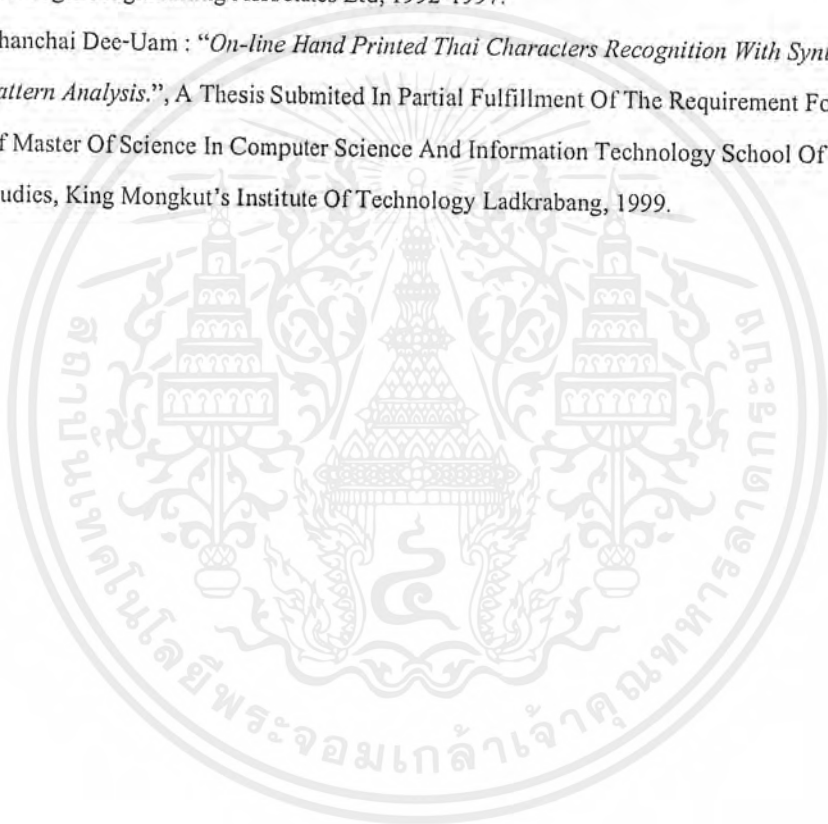 hanchai Dee-Uam : “On-line Hand Printed Thai Characters Recognition With
attern Analysis.”, A Thesis Submited In Partial Fulfillment Of The Requirement
f Master Of Science In Computer Science And Information Technology School Of
udies, King Mongkut’s Institute Of Technology Ladkrabang, 1999.
สถาบันเทคโนโลยีพระจอมเกล้าเจ้าคุณทหารลาดกระบัง